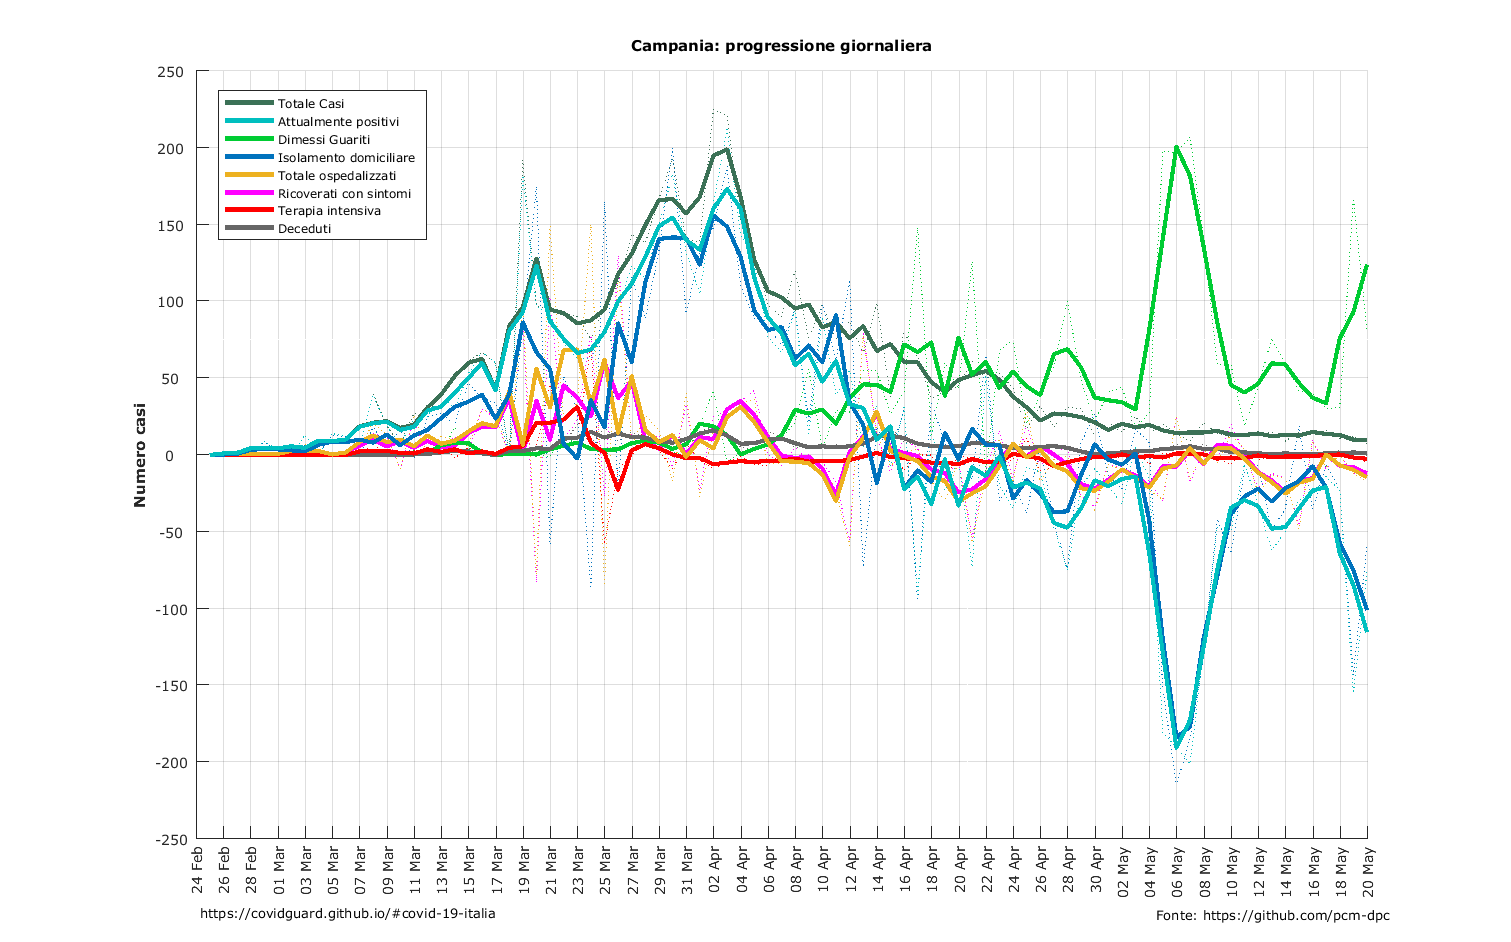 Campania: progressione giornaliera
250
200
150
100
50
0
-50
-100
-150
-200
-250
Numero casi
Totale Casi
Attualmente positivi
Dimessi Guariti
Isolamento domiciliare
Totale ospedalizzati
Ricoverati con sintomi
Terapia intensiva
Deceduti
24 Feb
26 Feb
28 Feb
01 Mar
03 Mar
05 Mar
07 Mar
09 Mar
11 Mar
13 Mar
15 Mar
17 Mar
19 Mar
21 Mar
23 Mar
25 Mar
27 Mar
29 Mar
31 Mar
02 Apr
04 Apr
06 Apr
08 Apr
10 Apr
12 Apr
14 Apr
16 Apr
18 Apr
20 Apr
22 Apr
24 Apr
26 Apr
28 Apr
30 Apr
02 May
04 May
06 May
08 May
10 May
12 May
14 May
16 May
18 May
20 May
https://covidguard.github.io/#covid-19-italia
Fonte: https://github.com/pcm-dpc